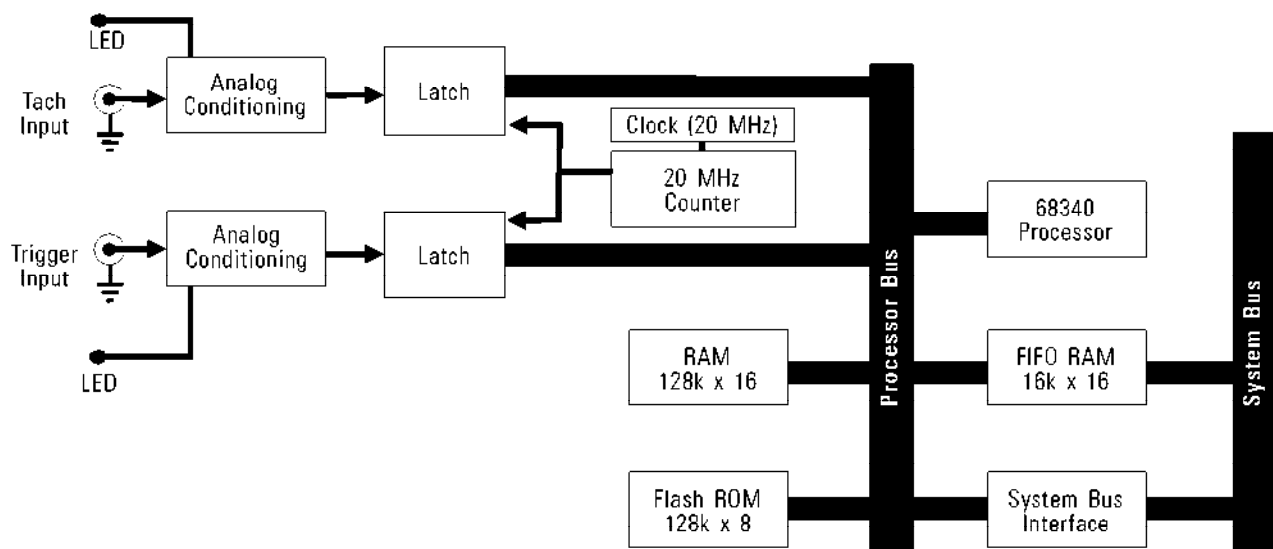 LED
Tach
Input
Analog
Conditioning
Latch
Clock (20 MHz)
20 MHz
Counter
Trigger
Input
Analog
Conditioning
Latch
LED
Processor Bus
68340
Processor
RAM
128k x 16
FIFO RAM
16k x 16
Flash ROM
128k x 8
System Bus
Interface
System Bus